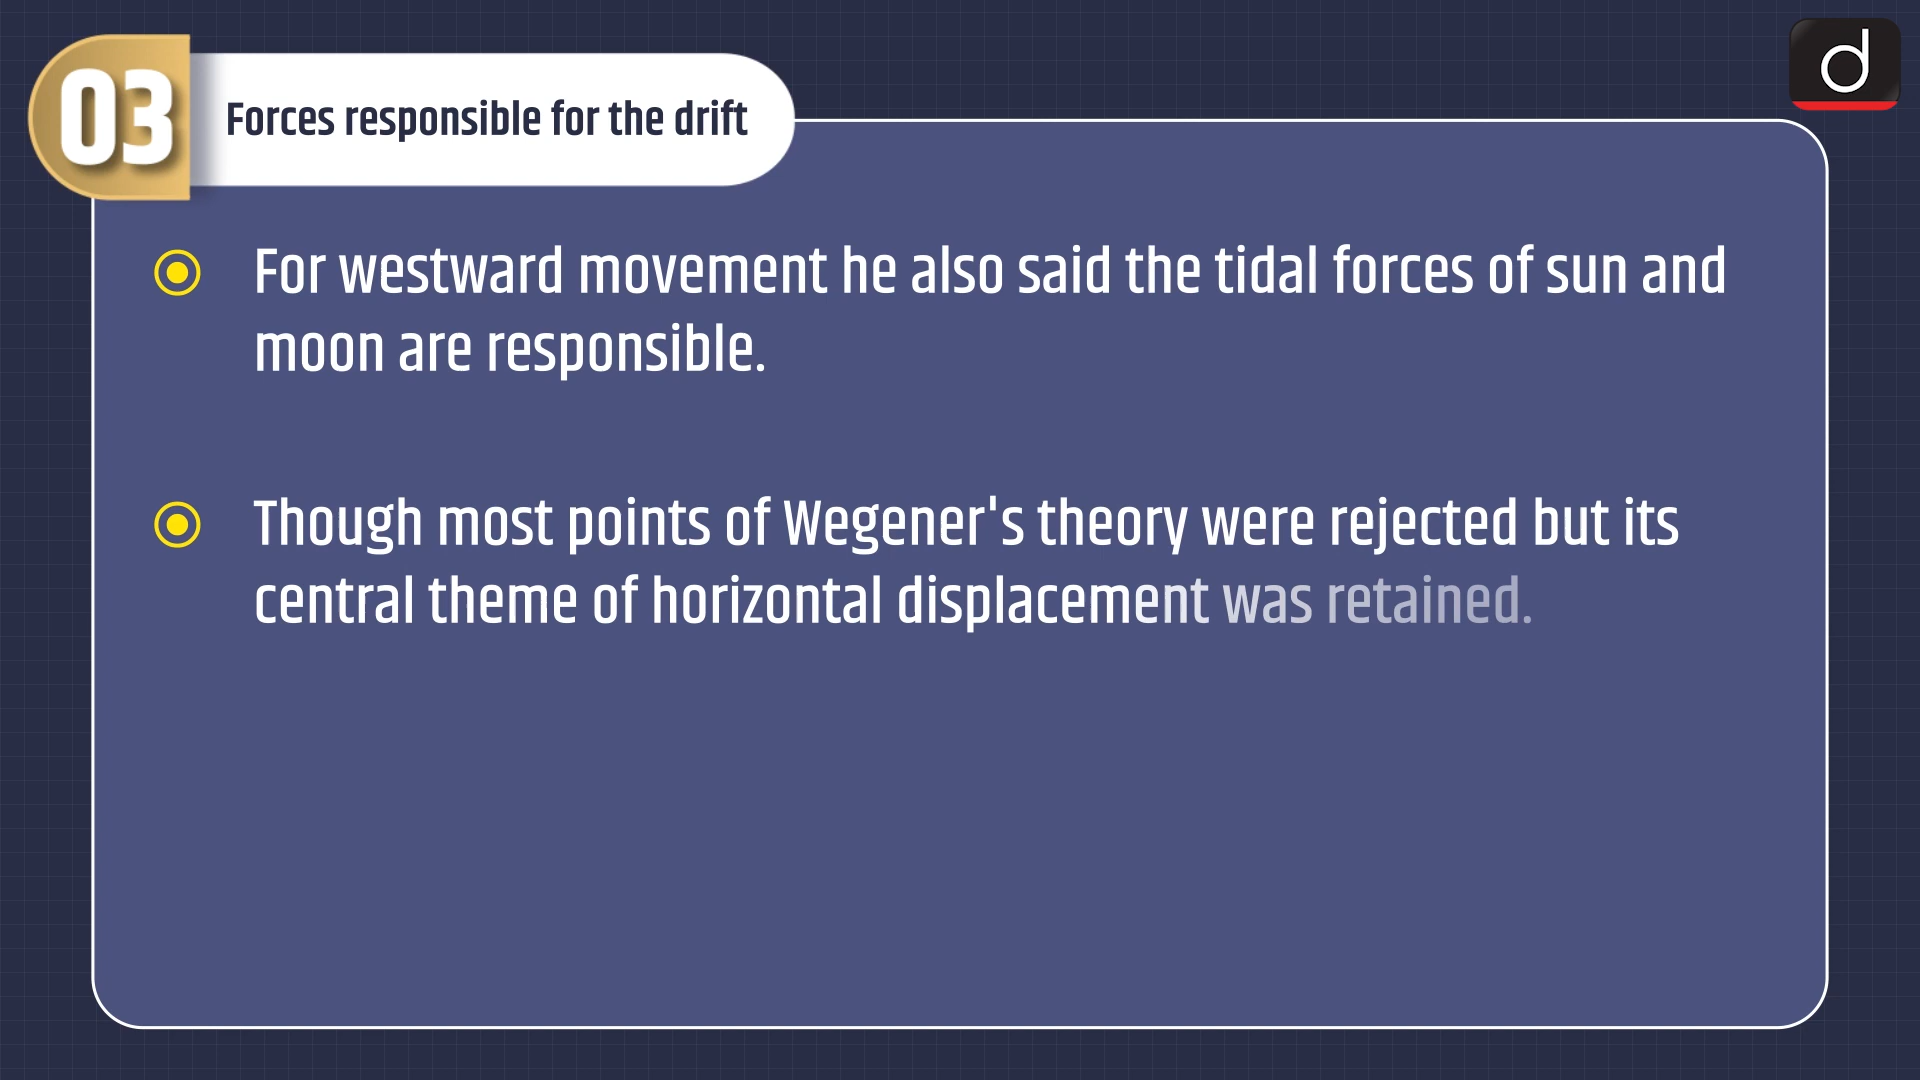 03
Forces responsible for the drift
d
For westward movement he also said the tidal forces of sun and
moon are responsible.
Though most points of Wegener's theory were rejected but its
central theme of horizontal displacement was retained.